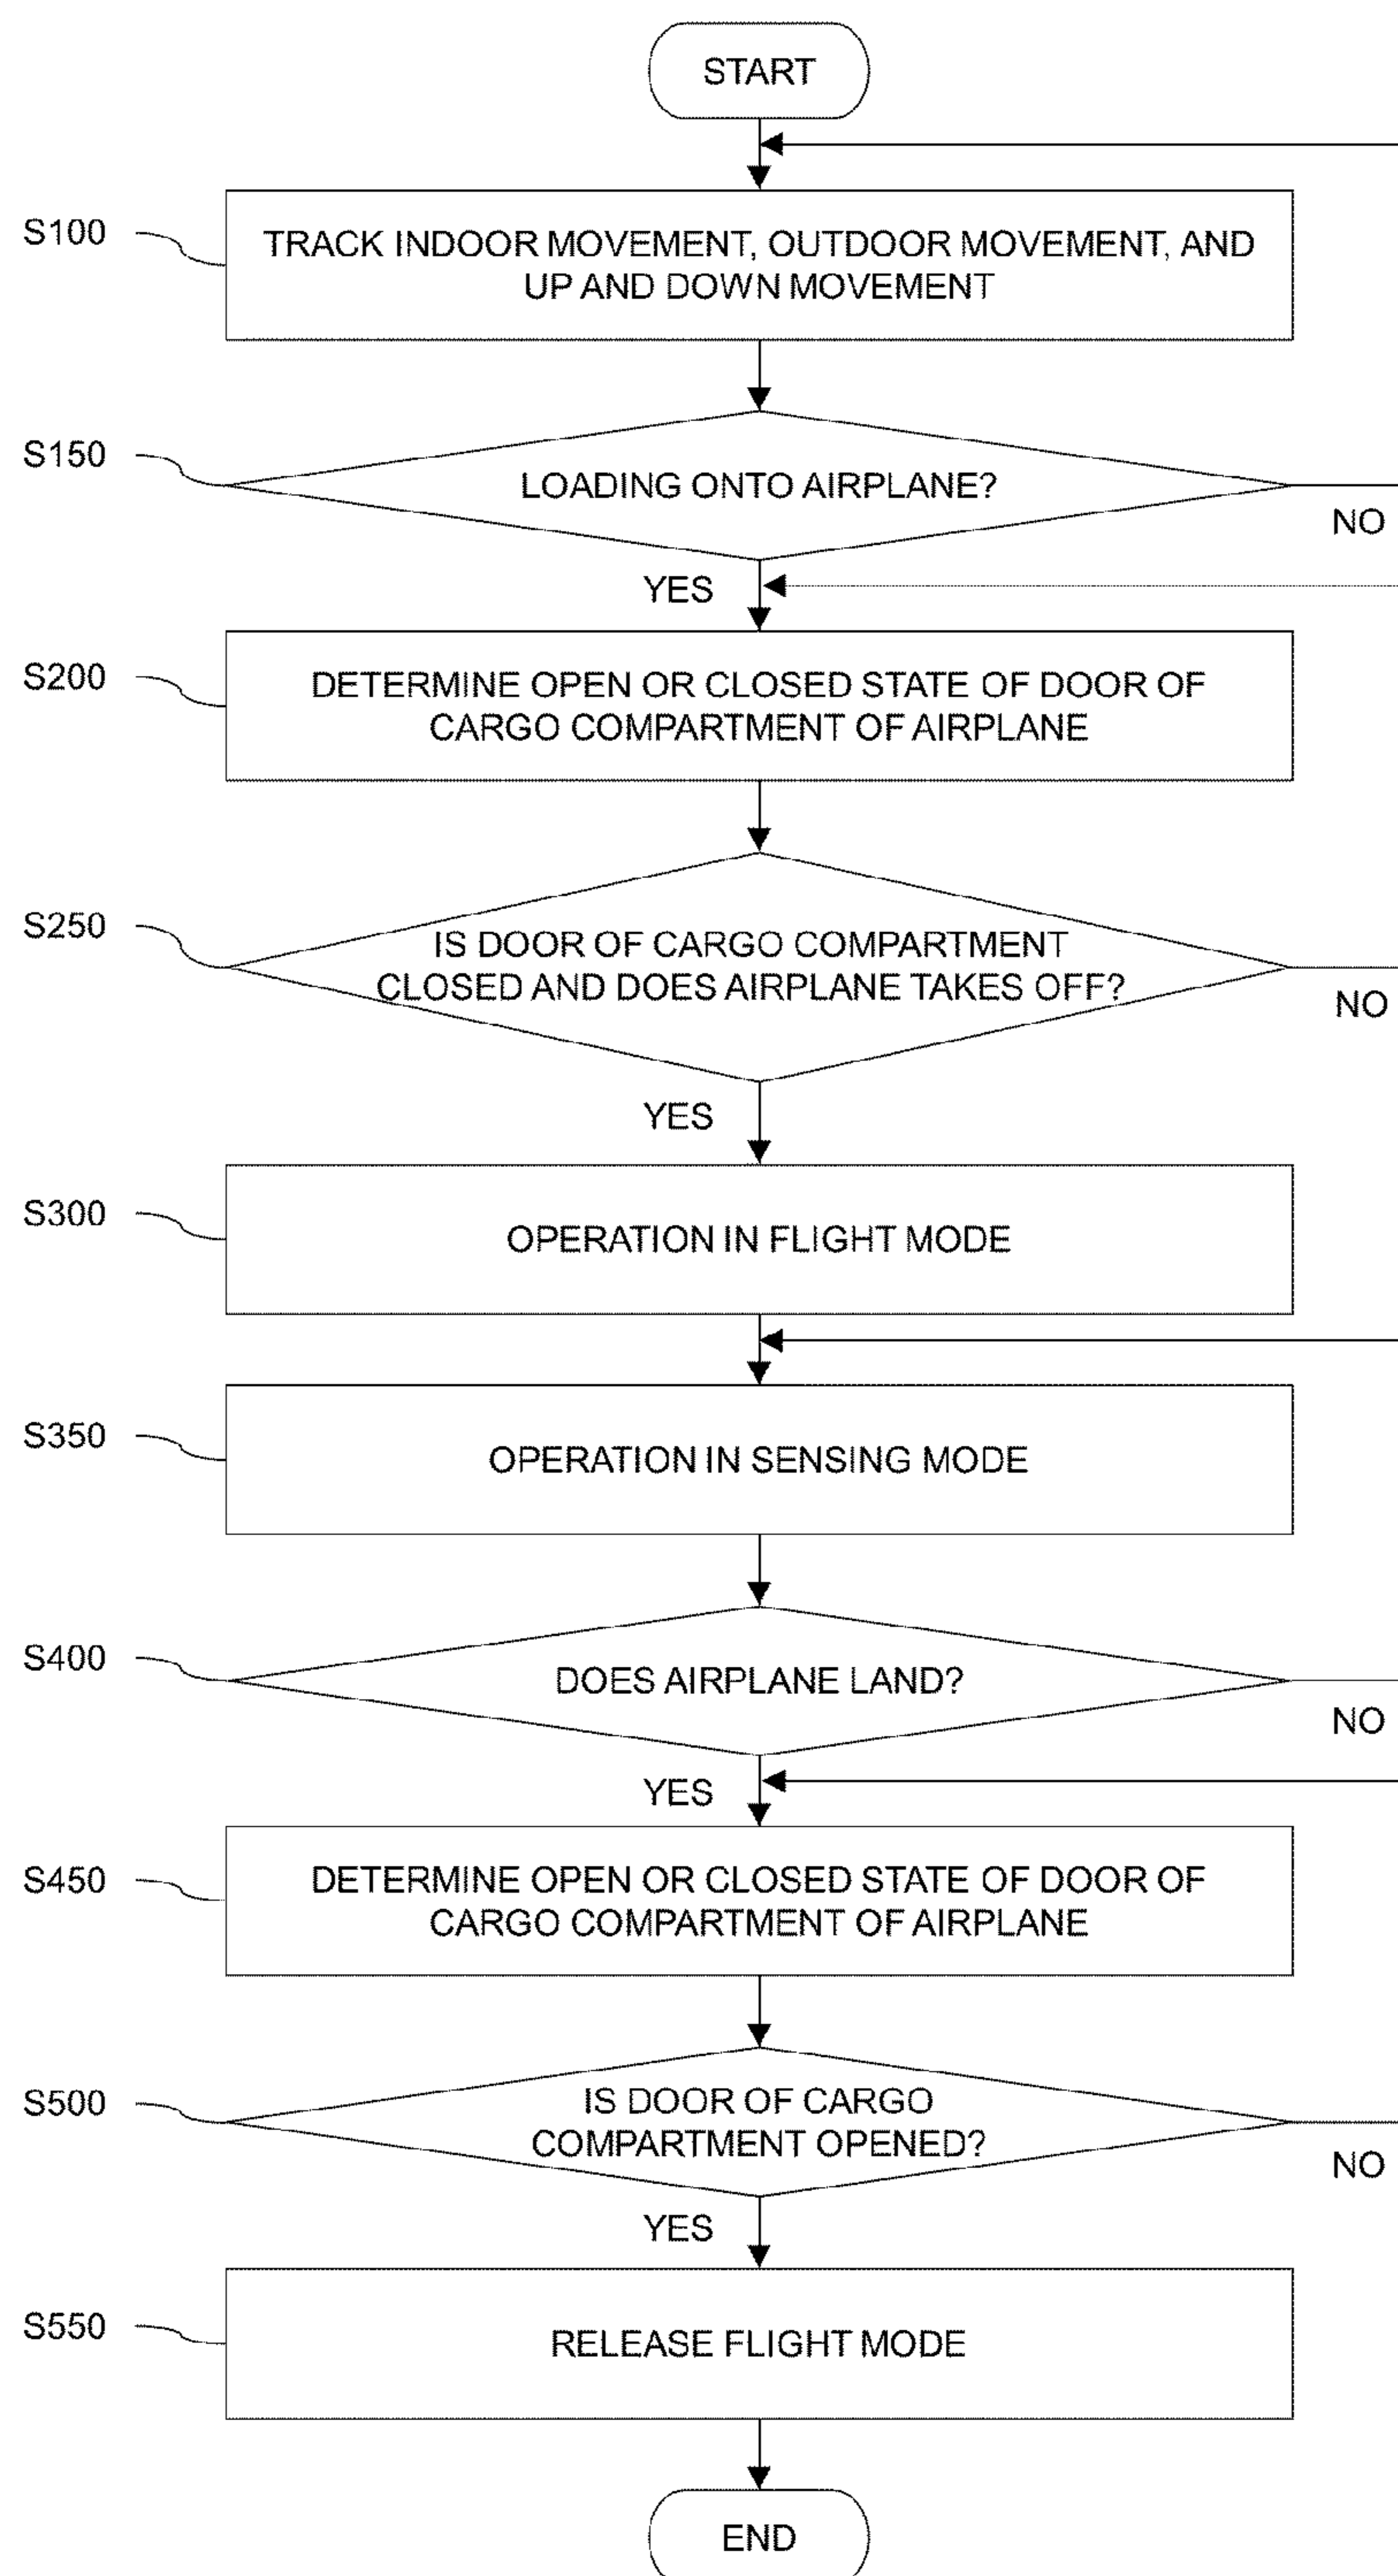 START
S100
TRACK INDOOR MOVEMENT, OUTDOOR MOVEMENT, AND
UP AND DOWN MOVEMENT
S150
LOADING ONTO AIRPLANE?
NO
YES
S200
DETERMINE OPEN OR CLOSED STATE OF DOOR OF
CARGO COMPARTMENT OF AIRPLANE
S250
IS DOOR OF CARGO COMPARTMENT
CLOSED AND DOES AIRPLANE TAKES OFF?
NO
YES
S300
OPERATION IN FLIGHT MODE
S350
OPERATION IN SENSING MODE
S400
DOES AIRPLANE LAND?
NO
YES
S450
DETERMINE OPEN OR CLOSED STATE OF DOOR OF
CARGO COMPARTMENT OF AIRPLANE
S500
IS DOOR OF CARGO
COMPARTMENT OPENED?
NO
YES
S550
RELEASE FLIGHT MODE
END